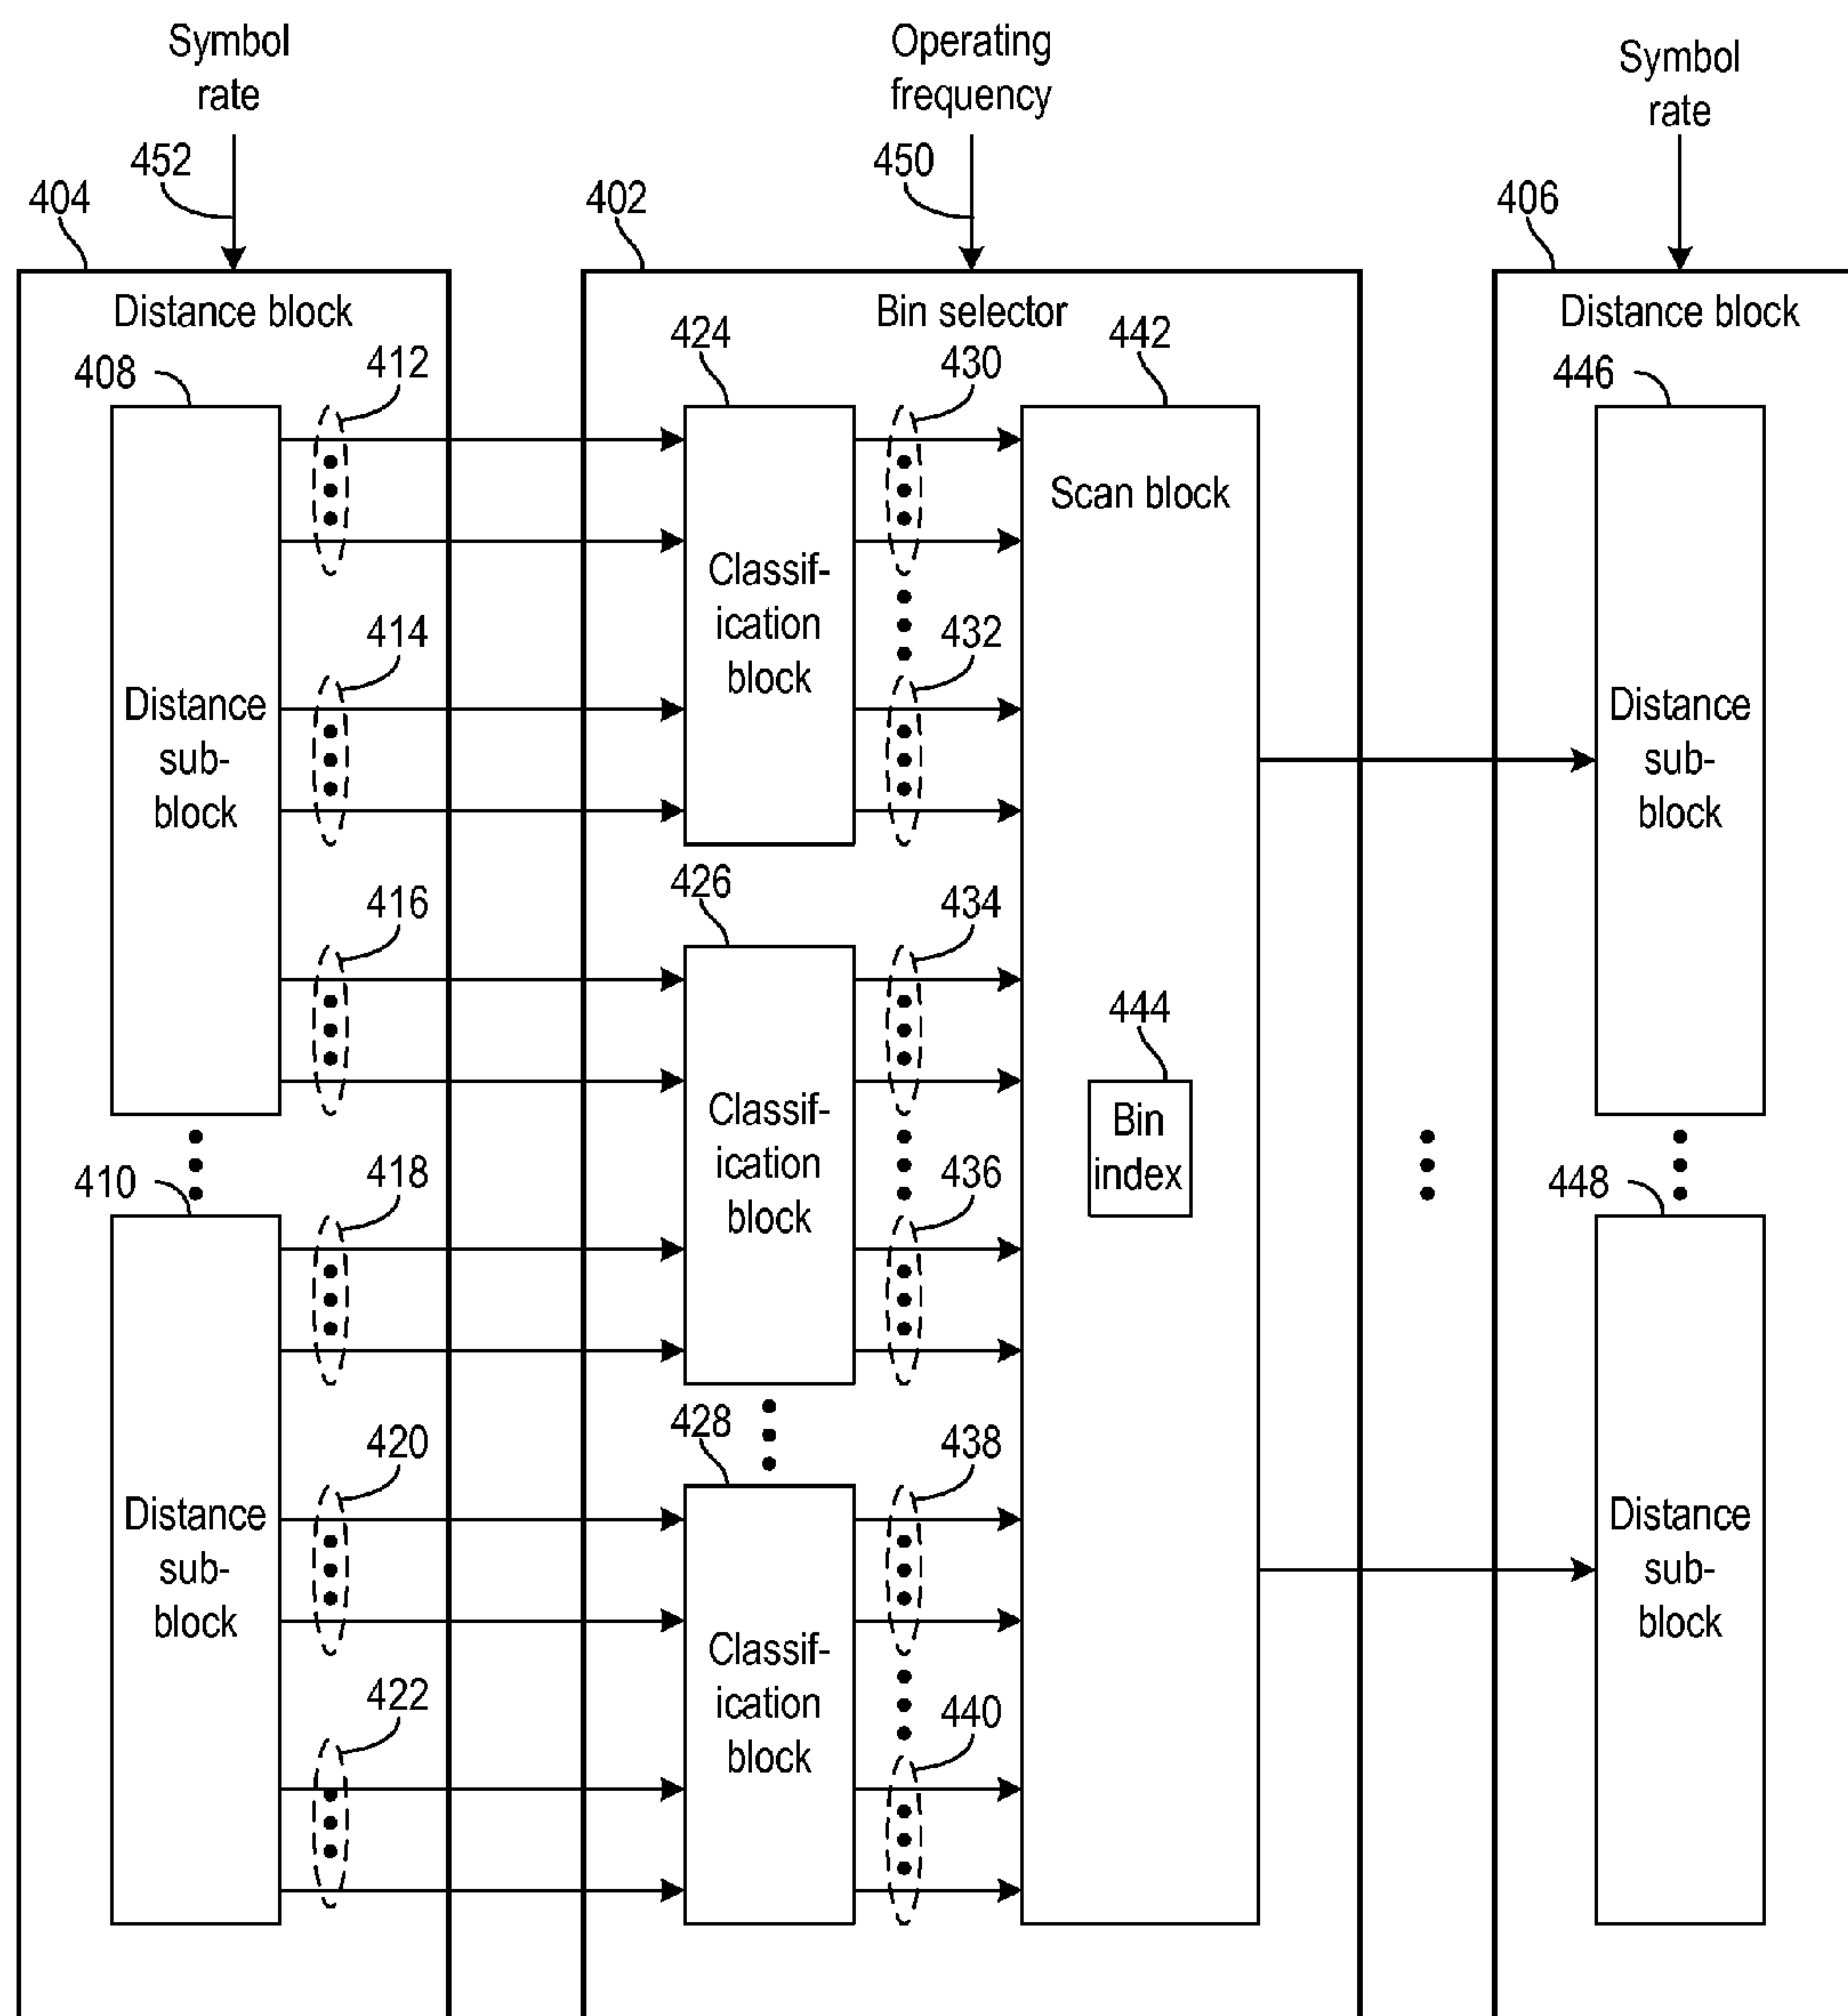 Symbol
rate
Operating
frequency
Symbol
rate
452
450
404
402
406
Distance block
Bin selector
Distance block
408
412
424
430
442
446
Scan block
Classif-
ication
block
414
432
Distance
sub-
block
Distance
sub-
block
416
426
434
444
Bin
index
Classif-
ication
block
410
418
436
448
420
428
438
Distance
sub-
block
Distance
sub-
block
Classif-
ication
block
422
440